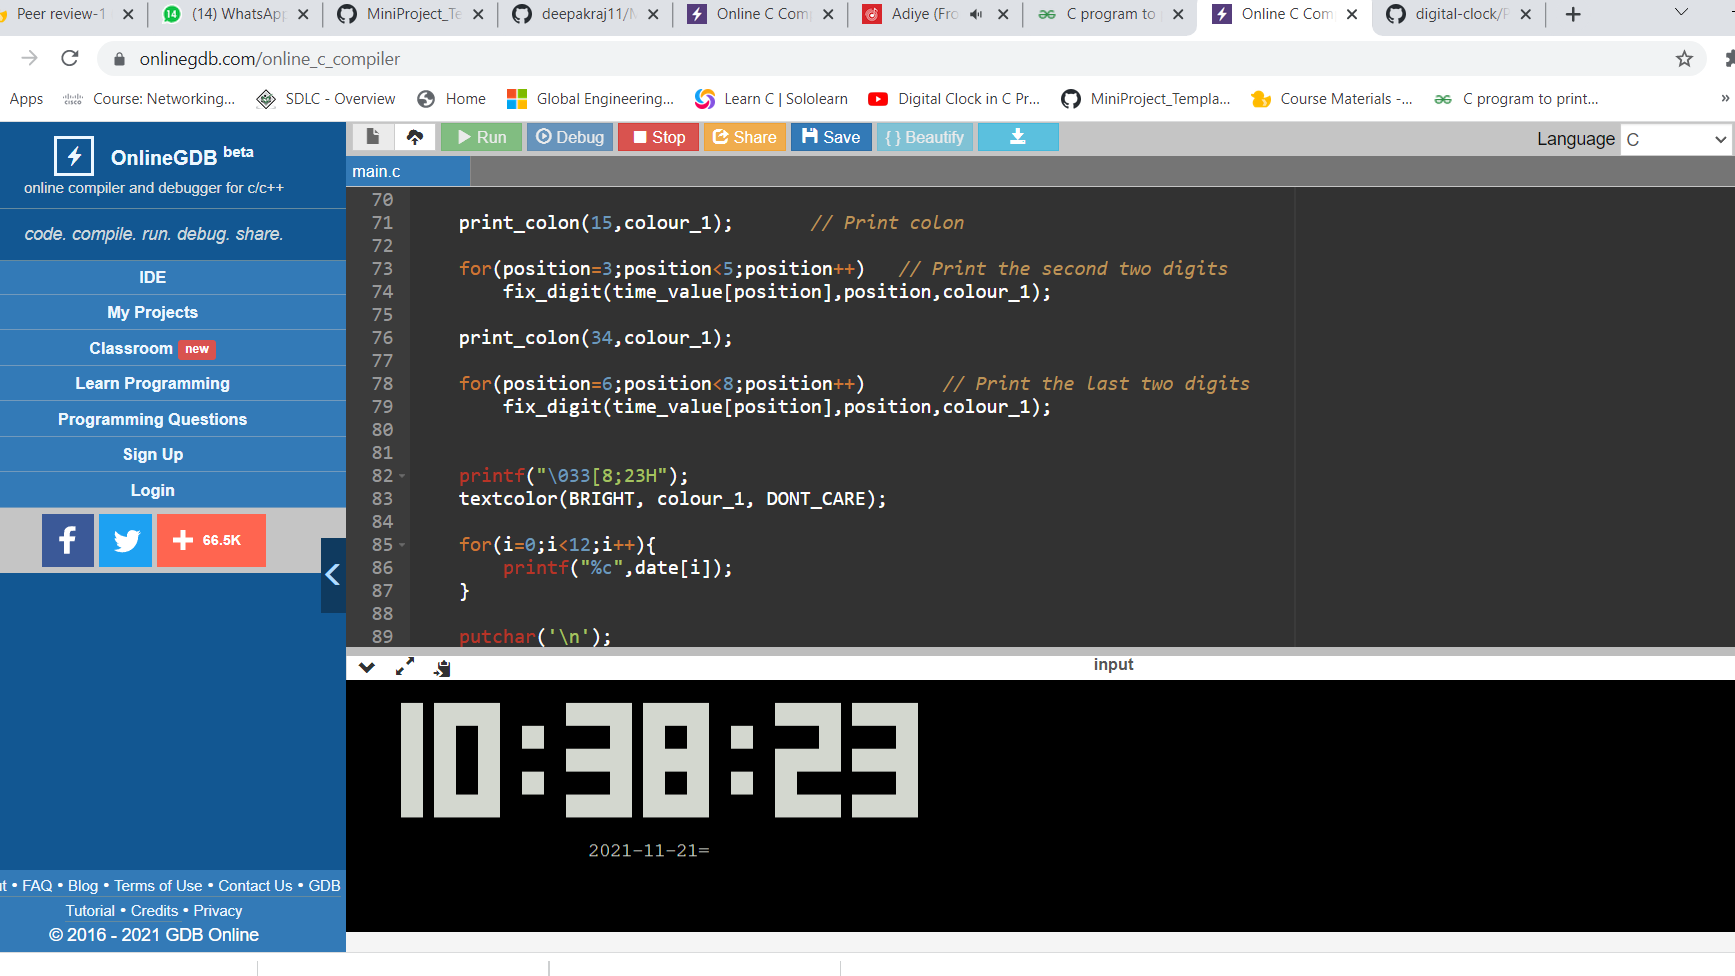 Peer review-1 (14) WhatsApp MiniProject_Te deepakraj11/M Online C Com Adiye (Fro C program to Online C Com digital-clock/
onlinegdb.com/online_c_compiler
Apps Course: Networking... SDLC - Overview Home Global Engineering... Learn C | Sololearn Digital Clock in C Pr... MiniProject_Templa... Course Materials -... C program to print... »
OnlineGDB beta
online compiler and debugger for c/c++
code. compile. run. debug. share.
IDE
My Projects
Classroom new
Learn Programming
Programming Questions
Sign Up
Login
66.5K
FAQ • Blog • Terms of Use • Contact Us • GDB
Tutorial • Credits • Privacy
© 2016 - 2021 GDB Online
Run Debug Stop Share Save { } Beautify Language C
main.c
70
71 print_colon(15,colour_1); // Print colon
72
73 for(position=3;position<5;position++) // Print the second two digits
74 fix_digit(time_value[position],position,colour_1);
75
76 print_colon(34,colour_1);
77
78 for(position=6;position<8;position++) // Print the last two digits
79 fix_digit(time_value[position],position,colour_1);
80
81
82 printf("\033[8;23H");
83 textcolor(BRIGHT, colour_1, DONT_CARE);
84
85 for(i=0;i<12;i++){
86 printf("%c",date[i]);
87 }
88
89 putchar('\n');
input
10:38:23
2021-11-21=